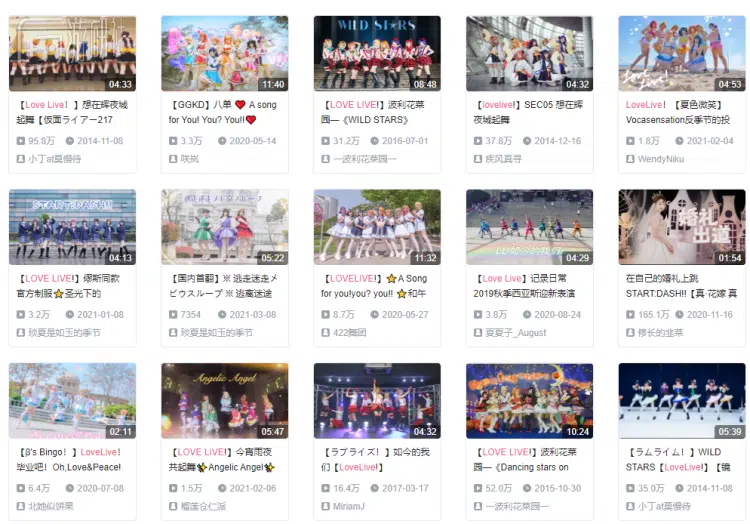 04:33
11:40
WILD STARS
08:48
04:32
Love Live!
04:53
【Love Live! 】想在辉夜城
起舞【仮面ライアー217
95.8万 2014-11-08
小丁at莫慢待
【GGKD】八单 ❤ A song
for You! You? You!!❤
3.3万 2020-05-14
咲岚
【LOVE LIVE!】波利花菜
园—《WILD STARS》
31.2万 2016-07-01
一波利花菜园一
【lovelive!】SEC05 想在辉
夜城起舞
37.8万 2014-12-16
疾风真寻
LoveLive! 【夏色微笑】
Vocasensation反季节的投
1.8万 2021-02-04
WendyNiku
START:DASH!!
04:13
05:22
11:32
04:29
婚礼
出道
01:54
【LOVE LIVE!】缪斯同款
官方制服⭐圣光下的
3.2万 2021-01-08
琰夏是如玉的季节
【国内首翻】※ 逃走迷走メ
ビウスループ ※ 逃离迷途
7354 2021-03-08
琰夏是如玉的季节
【LOVELIVE!】⭐A Song
for you!you? you!! ⭐和午
8.7万 2020-05-27
422舞团
【Love Live】记录日常
2019秋季西亚斯迎新表演
3.8万 2020-08-24
夏夏子_August
在自己的婚礼上跳
START:DASH!!【真·花嫁 真
165.1万 2020-11-16
修长的韭菜
02:11
Angelic Angel
05:47
04:32
10:24
05:39
【β's Bingo! 】LoveLive!
毕业吧! Oh,Love&Peace!
6.4万 2020-07-08
北她似饼果
【LOVE LIVE!】今宵雨夜
共起舞🌠Angelic Angel🌠
1.5万 2021-02-06
榴莲仓仁派
【ラブライズ! 】如今的我
们【LoveLive!】
16.4万 2017-03-17
MiriamJ
【LOVE LIVE!】波利花菜
园—《Dancing stars on
52.0万 2015-10-30
一波利花菜园一
【ラムライム! 】WILD
STARS【LoveLive!】【镜
35.0万 2014-11-08
小丁at莫慢待